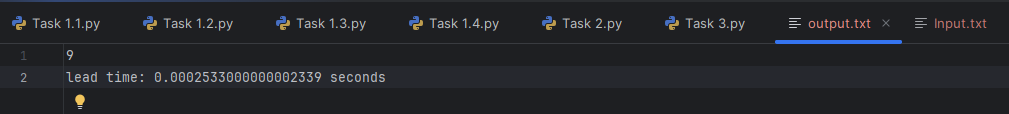 Task 1.1.py Task 1.2.py Task 1.3.py Task 1.4.py Task 2.py Task 3.py output.txt Input.txt
1 9
2 lead time: 0.0002533000000002339 seconds